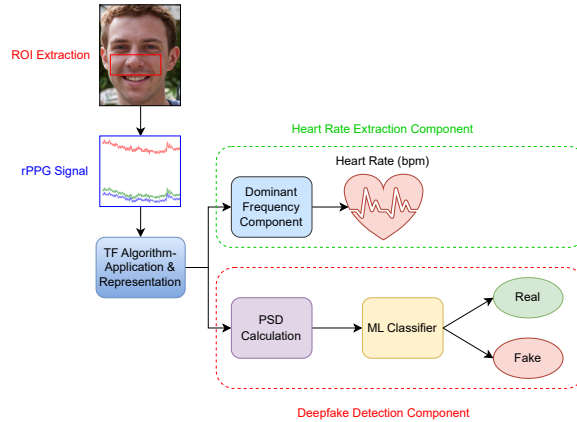 ROI Extraction
rPPG Signal
TF Algorithm-
Application &
Representation
Heart Rate Extraction Component
Dominant
Frequency
Component
Heart Rate (bpm)
PSD
Calculation
ML Classifier
Real
Fake
Deepfake Detection Component